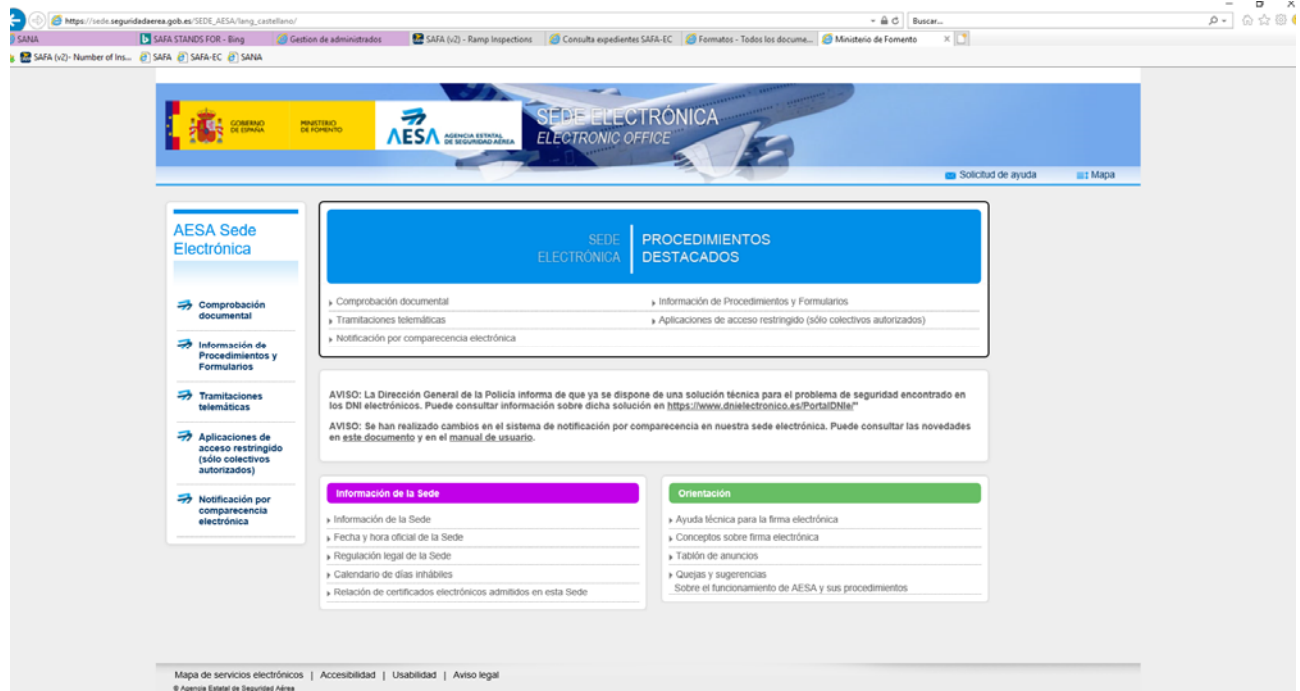 https://sede.seguridadaerea.gob.es/SEDE_AESA/lang_castellano/
Buscar...
SANA
SAFA STANDS FOR - Bing
Gestion de administrados
SAFA (v2) - Ramp Inspections
Consulta expedientes SAFA-EC
Formatos - Todos los docume...
Ministerio de Fomento
SAFA (v2)- Number of Ins...
SAFA
SAFA-EC
SANA
GOBIERNO
DE ESPAÑA
MINISTERIO
DE FOMENTO
AESA
AGENCIA ESTATAL
DE SEGURIDAD AÉREA
SEDE ELECTRÓNICA
ELECTRONIC OFFICE
Solicitud de ayuda
Mapa
AESA Sede
Electrónica
Comprobación
documental
Información de
Procedimientos y
Formularios
Tramitaciones
telemáticas
Aplicaciones de
acceso restringido
(sólo colectivos
autorizados)
Notificación por
comparecencia
electrónica
SEDE
ELECTRÓNICA
PROCEDIMIENTOS
DESTACADOS
Comprobación documental
Información de Procedimientos y Formularios
Tramitaciones telemáticas
Aplicaciones de acceso restringido (sólo colectivos autorizados)
Notificación por comparecencia electrónica
AVISO: La Dirección General de la Policía informa de que ya se dispone de una solución técnica para el problema de seguridad encontrado en
los DNI electrónicos. Puede consultar información sobre dicha solución en https://www.dnielectronico.es/PortalDNIe/"
AVISO: Se han realizado cambios en el sistema de notificación por comparecencia en nuestra sede electrónica. Puede consultar las novedades
en este documento y en el manual de usuario.
Información de la Sede
Información de la Sede
Fecha y hora oficial de la Sede
Regulación legal de la Sede
Calendario de días inhábiles
Relación de certificados electrónicos admitidos en esta Sede
Orientación
Ayuda técnica para la firma electrónica
Conceptos sobre firma electrónica
Tablón de anuncios
Quejas y sugerencias
Sobre el funcionamiento de AESA y sus procedimientos
Mapa de servicios electrónicos | Accesibilidad | Usabilidad | Aviso legal
© Agencia Estatal de Seguridad Aérea